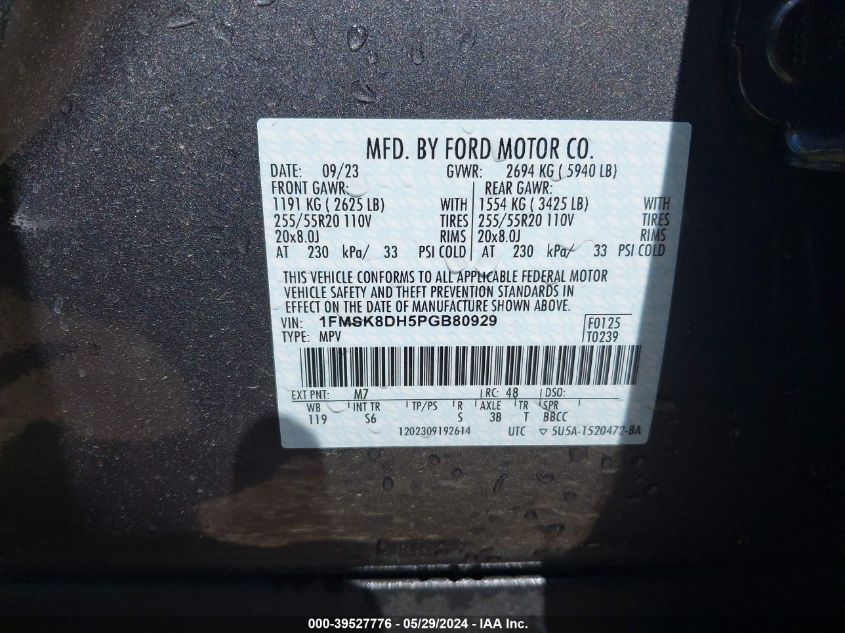 MFD. BY FORD MOTOR CO.
DATE: 09/23 GVWR: 2694 KG ( 5940 LB)
FRONT GAWR: REAR GAWR:
1191 KG ( 2625 LB) WITH 1554 KG ( 3425 LB) WITH
255/55R20 110V TIRES 255/55R20 110V TIRES
20x8.0J RIMS 20x8.0J RIMS
AT 230 kPa/ 33 PSI COLD AT 230 kPa/ 33 PSI COLD
THIS VEHICLE CONFORMS TO ALL APPLICABLE FEDERAL MOTOR
VEHICLE SAFETY AND THEFT PREVENTION STANDARDS IN
EFFECT ON THE DATE OF MANUFACTURE SHOWN ABOVE.
VIN: 1FMSK8DH5PGB80929 F0125
TYPE: MPV T0239
EXT PNT: M7 RC: 48 DSO:
WB INT TR TP/PS R AXLE TR SPR
119 S6 S 3B T BBCC
1202309192614 UTC ▽ 5U5A-1520472-BA
000-39527776 — 05/29/2024 — IAA Inc.